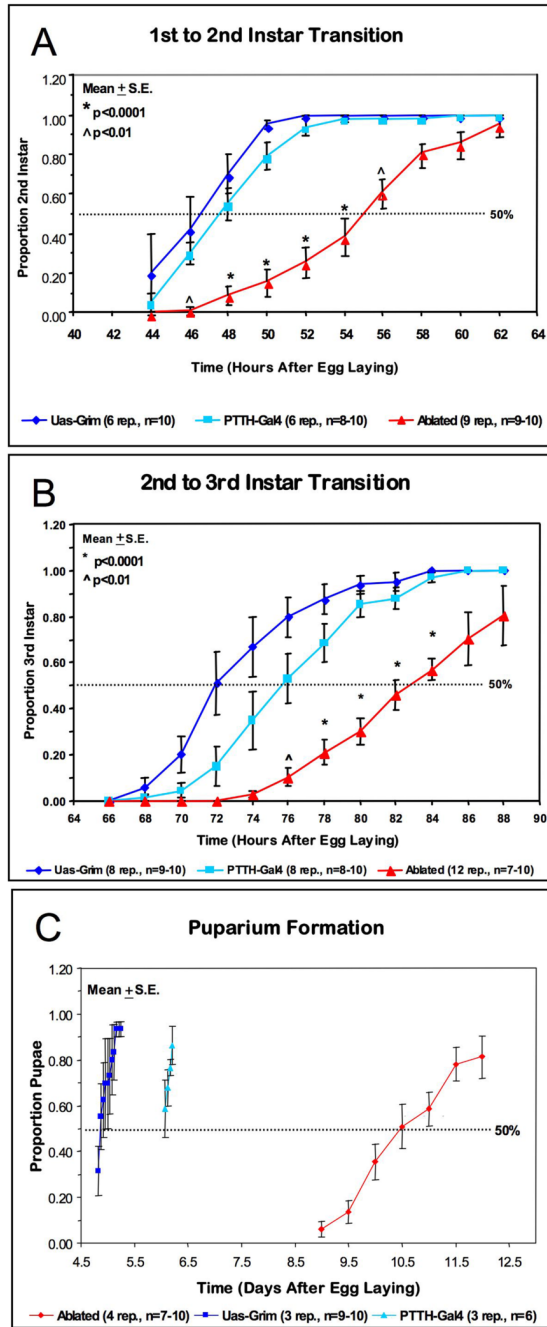 A
1st to 2nd Instar Transition
Mean ± S.E.
* p<0.0001
^ p<0.01
1.20
1.00
0.80
0.60
0.40
0.20
0.00
Proportion 2nd Instar
^ * * * * ^
50%
40 42 44 46 48 50 52 54 56 58 60 62 64
Time (Hours After Egg Laying)
Uas-Grim (6 rep., n=10) PTTH-Gal4 (6 rep., n=8-10) Ablated (9 rep., n=9-10)
B
2nd to 3rd Instar Transition
Mean ±S.E.
* p<0.0001
^ p<0.01
1.20
1.00
0.80
0.60
0.40
0.20
0.00
Proportion 3rd Instar
^ * * * *
50%
64 66 68 70 72 74 76 78 80 82 84 86 88 90
Time (Hours After Egg Laying)
Uas-Grim (8 rep., n=9-10) PTTH-Gal4 (8 rep., n=8-10) Ablated (12 rep., n=7-10)
C
Puparium Formation
Mean ± S.E.
1.20
1.00
0.80
0.60
0.40
0.20
0.00
Proportion Pupae
50%
4.5 5.5 6.5 7.5 8.5 9.5 10.5 11.5 12.5
Time (Days After Egg Laying)
Ablated (4 rep., n=7-10) Uas-Grim (3 rep., n=9-10) PTTH-Gal4 (3 rep., n=6)